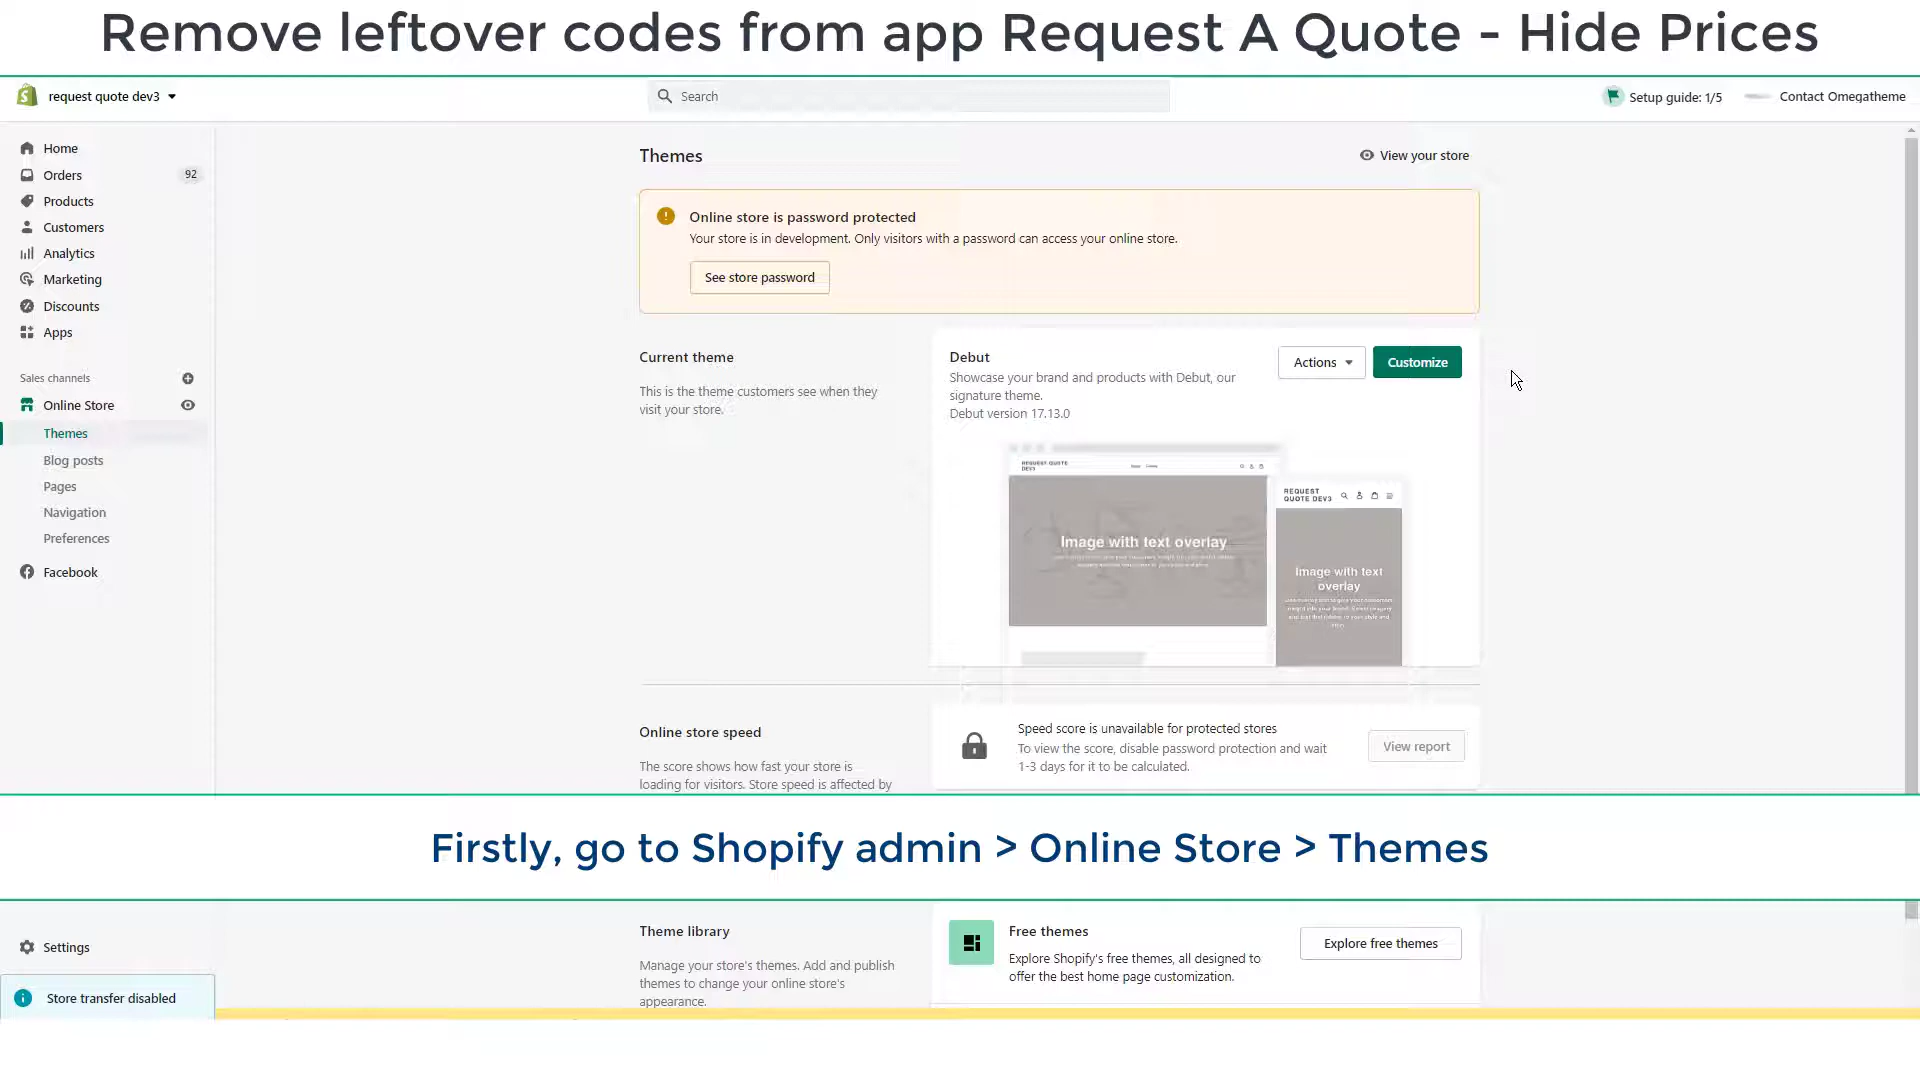 Remove leftover codes from app Request A Quote - Hide Prices
request quote dev3
Search
Setup guide: 1/5
Contact Omegatheme
Home
Orders
92
Products
Customers
Analytics
Marketing
Discounts
Apps
Sales channels
Online Store
Themes
Blog posts
Pages
Navigation
Preferences
Facebook
Themes
View your store
Online store is password protected
Your store is in development. Only visitors with a password can access your online store.
See store password
Current theme
This is the theme customers see when they
visit your store.
Debut
Showcase your brand and products with Debut, our
signature theme.
Debut version 17.13.0
Actions
Customize
REQUEST QUOTE
DEV3
Image with text overlay
REQUEST
QUOTE DEV3
Image with text
overlay
Online store speed
The score shows how fast your store is
loading for visitors. Store speed is affected by
Speed score is unavailable for protected stores
To view the score, disable password protection and wait
1-3 days for it to be calculated.
View report
Firstly, go to Shopify admin > Online Store > Themes
Theme library
Manage your store's themes. Add and publish
themes to change your online store's
appearance.
Free themes
Explore Shopify's free themes, all designed to
offer the best home page customization.
Explore free themes
Settings
Store transfer disabled